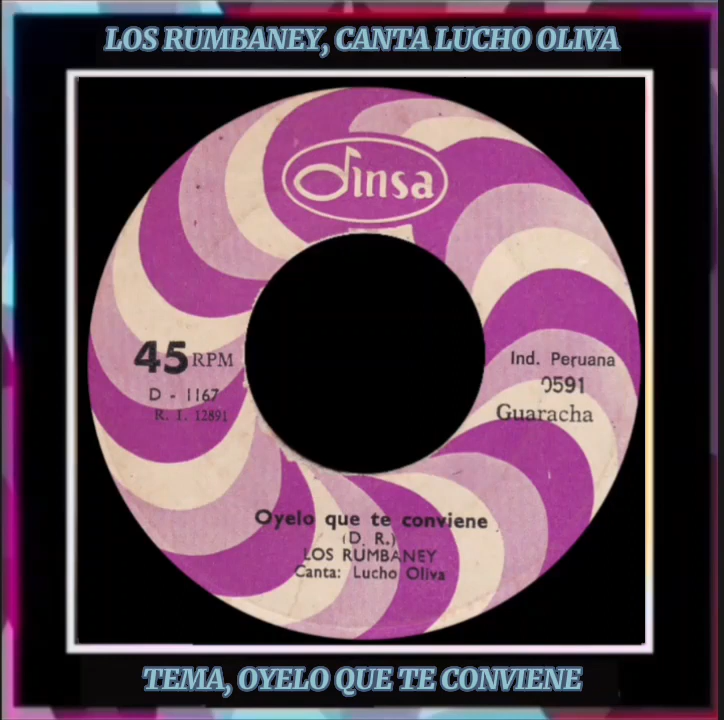 LOS RUMBANEY, CANTA LUCHO OLIVA
dinsa
45 RPM
D - 1167
R. I. 12891
Ind. Peruana
0591
Guaracha
Oyelo que te conviene
(D. R.)
LOS RUMBANEY
Canta: Lucho Oliva
TEMA, OYELO QUE TE CONVIENE